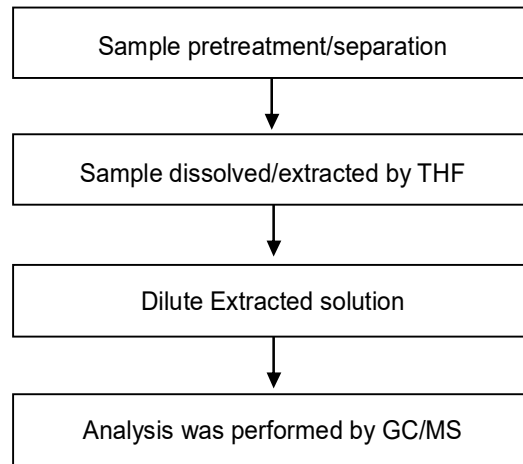 Sample pretreatment/separation
Sample dissolved/extracted by THF
Dilute Extracted solution
Analysis was performed by GC/MS